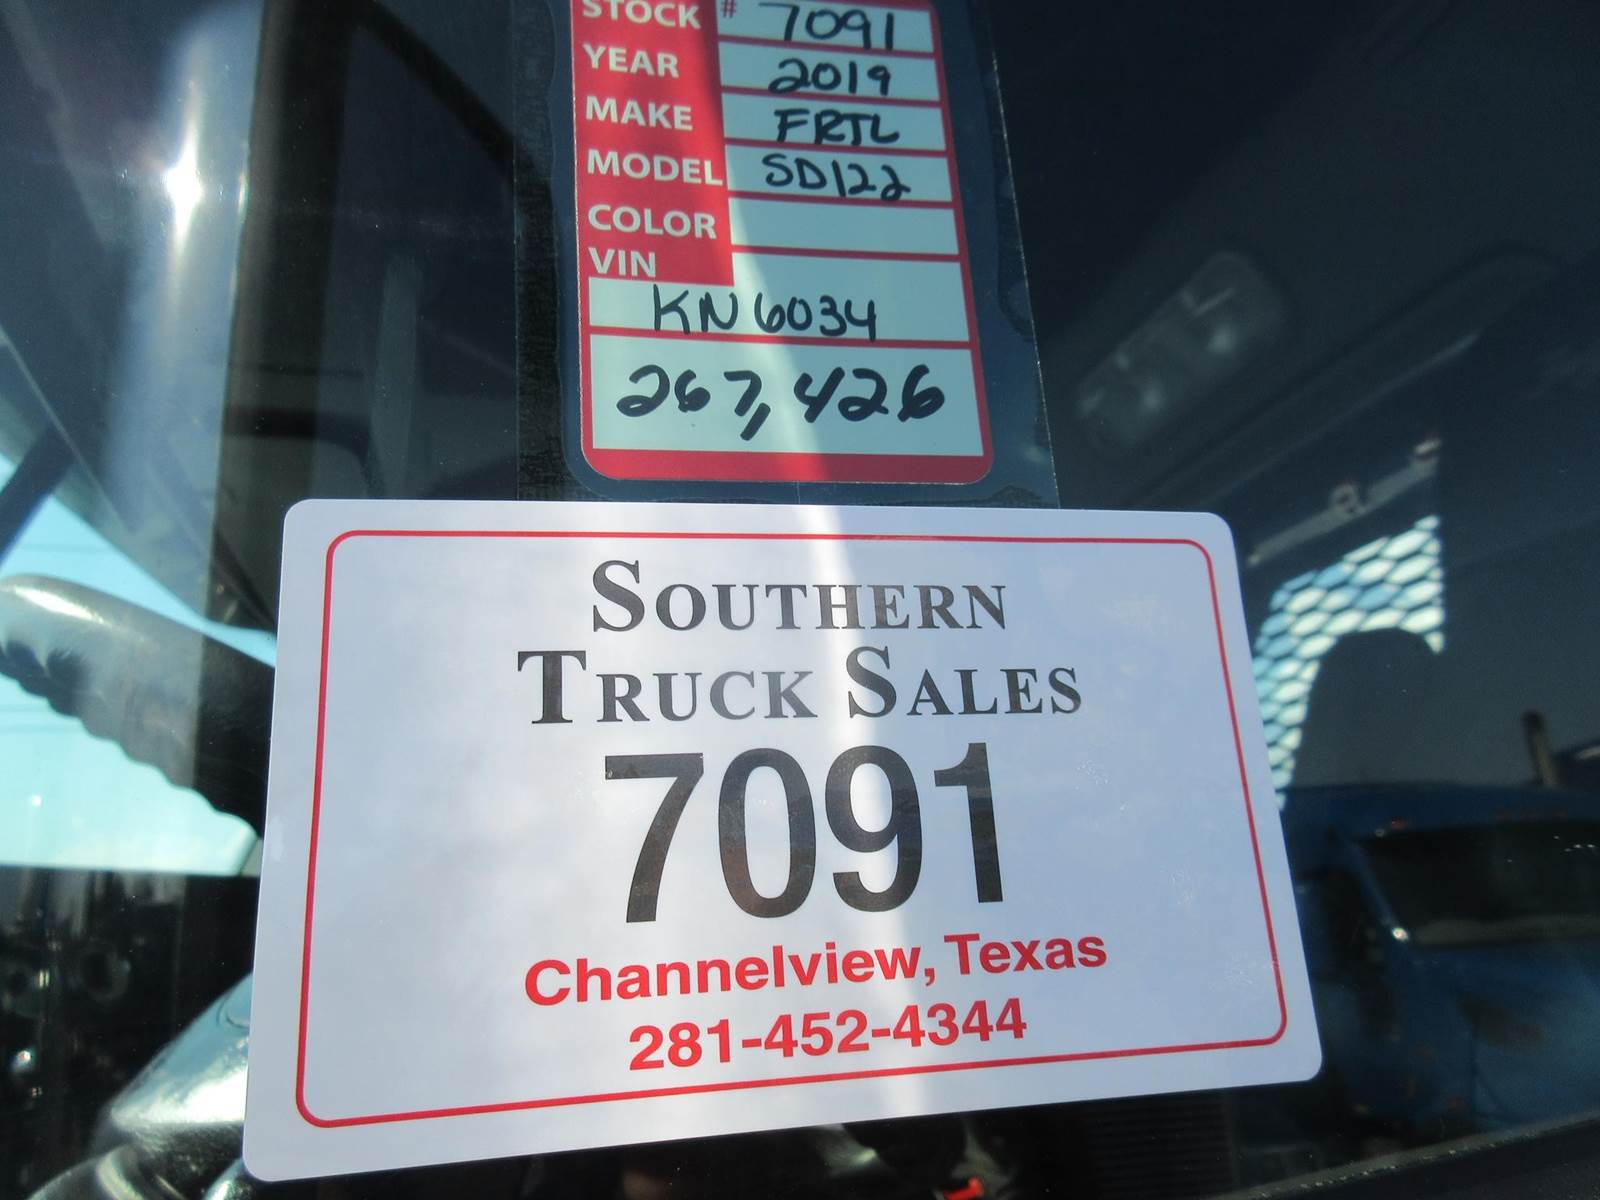 STOCK # 7091
YEAR 2019
MAKE FRTL
MODEL SD122
COLOR
VIN
KN6034
267,426
SOUTHERN
TRUCK SALES
7091
Channelview, Texas
281-452-4344